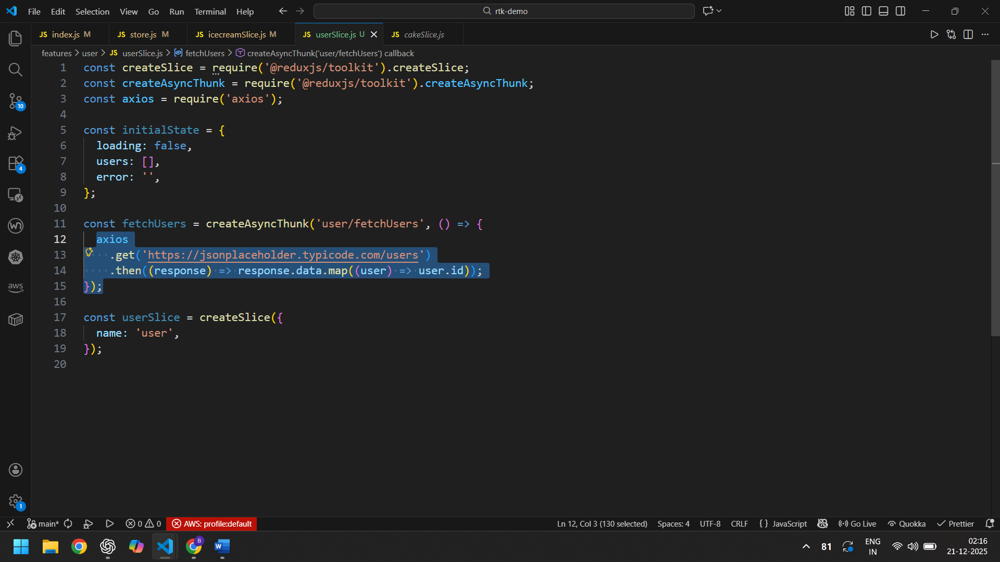 File Edit Selection View Go Run Terminal Help rtk-demo
JS index.js M JS store.js M JS icecreamSlice.js M JS userSlice.js U JS cakeSlice.js
features > user > JS userSlice.js > fetchUsers > createAsyncThunk('user/fetchUsers') callback
1 const createSlice = require('@reduxjs/toolkit').createSlice;
2 const createAsyncThunk = require('@reduxjs/toolkit').createAsyncThunk;
3 const axios = require('axios');
4
5 const initialState = {
6 loading: false,
7 users: [],
8 error: '',
9 };
10
11 const fetchUsers = createAsyncThunk('user/fetchUsers', () => {
12 axios
13 .get('https://jsonplaceholder.typicode.com/users')
14 .then((response) => response.data.map((user) => user.id));
15 });
16
17 const userSlice = createSlice({
18 name: 'user',
19 });
20
10
4
aws
1
main* 0 0 AWS: profile:default Ln 12, Col 3 (130 selected) Spaces: 4 UTF-8 CRLF {} JavaScript Go Live Quokka Prettier
B
W
81
ENG
IN
02:16
21-12-2025